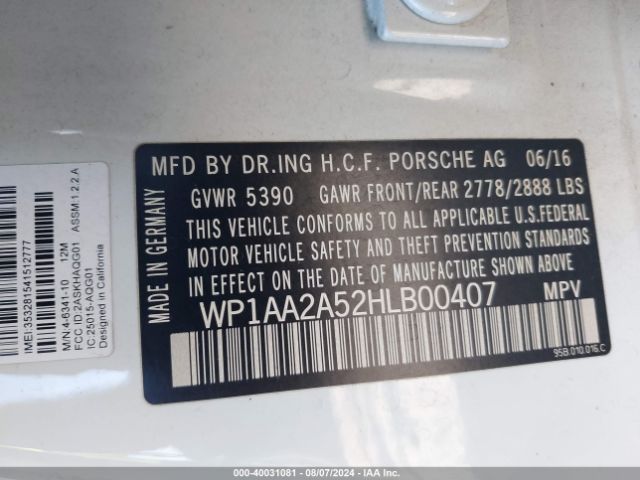 MFD BY DR.ING H.C.F. PORSCHE AG 06/16
GVWR 5390 GAWR FRONT/REAR 2778/2888 LBS
THIS VEHICLE CONFORMS TO ALL APPLICABLE U.S.FEDERAL
MOTOR VEHICLE SAFETY AND THEFT PREVENTION STANDARDS
IN EFFECT ON THE DATE OF MANUFACTURE SHOWN ABOVE.
WP1AA2A52HLB00407 MPV
95B.010.016.C
MADE IN GERMANY
IMEI:353281541512777
M/N:4-6341-10 12M
FCC ID:2ASKHAQG01 ASSM:1.2.2.A
IC:25015-AQG01
Designed in California
000-40031081 - 08/07/2024 - IAA Inc.